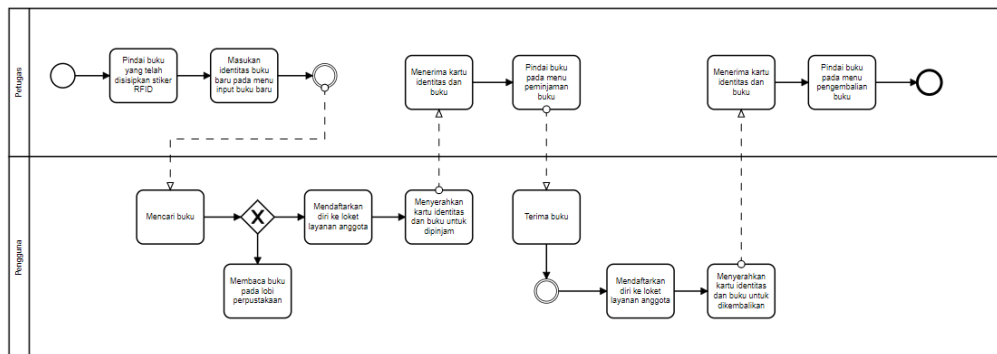 Petugas
Pindai buku
yang telah
disisipkan stiker
RFID
Masukan
identitas buku
baru pada menu
input buku baru
Menerima kartu
identitas dan
buku
Pindai buku
pada menu
peminjaman
buku
Menerima kartu
identitas dan
buku
Pindai buku
pada menu
pengembalian
buku
Pengguna
Mencari buku
X
Mendaftarkan
diri ke loket
layanan anggota
Menyerahkan
kartu identitas
dan buku untuk
dipinjam
Membaca buku
pada lobi
perpustakaan
Terima buku
Mendaftarkan
diri ke loket
layanan anggota
Menyerahkan
kartu identitas
dan buku untuk
dikembalikan